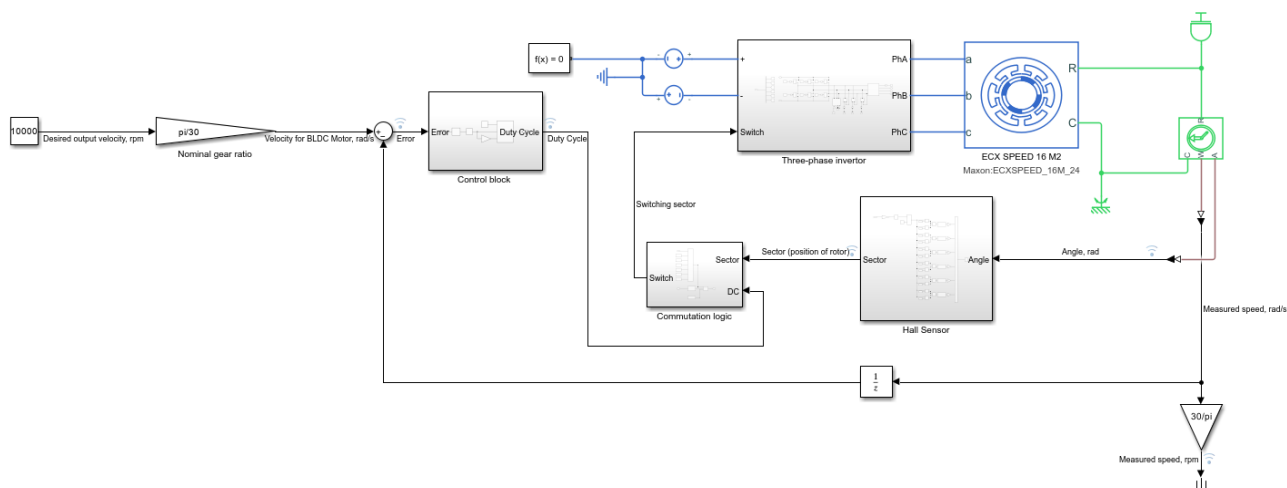 f(x) = 0
- +
+ -
+ PhA
- PhB
Switch PhC
Three-phase invertor
a R
b
c C
ECX SPEED 16 M2
Maxon:ECXSPEED_16M_24
R
C W A
10000
Desired output velocity, rpm
pi/30
Nominal gear ratio
Velocity for BLDC Motor, rad/s
+
-
Error
Error Duty Cycle
Control block
Duty Cycle
Switching sector
Sector
Switch
DC
Commutation logic
Sector (position of rotor)
Sector Angle
Hall Sensor
Angle, rad
Measured speed, rad/s
1
z
30/pi
Measured speed, rpm